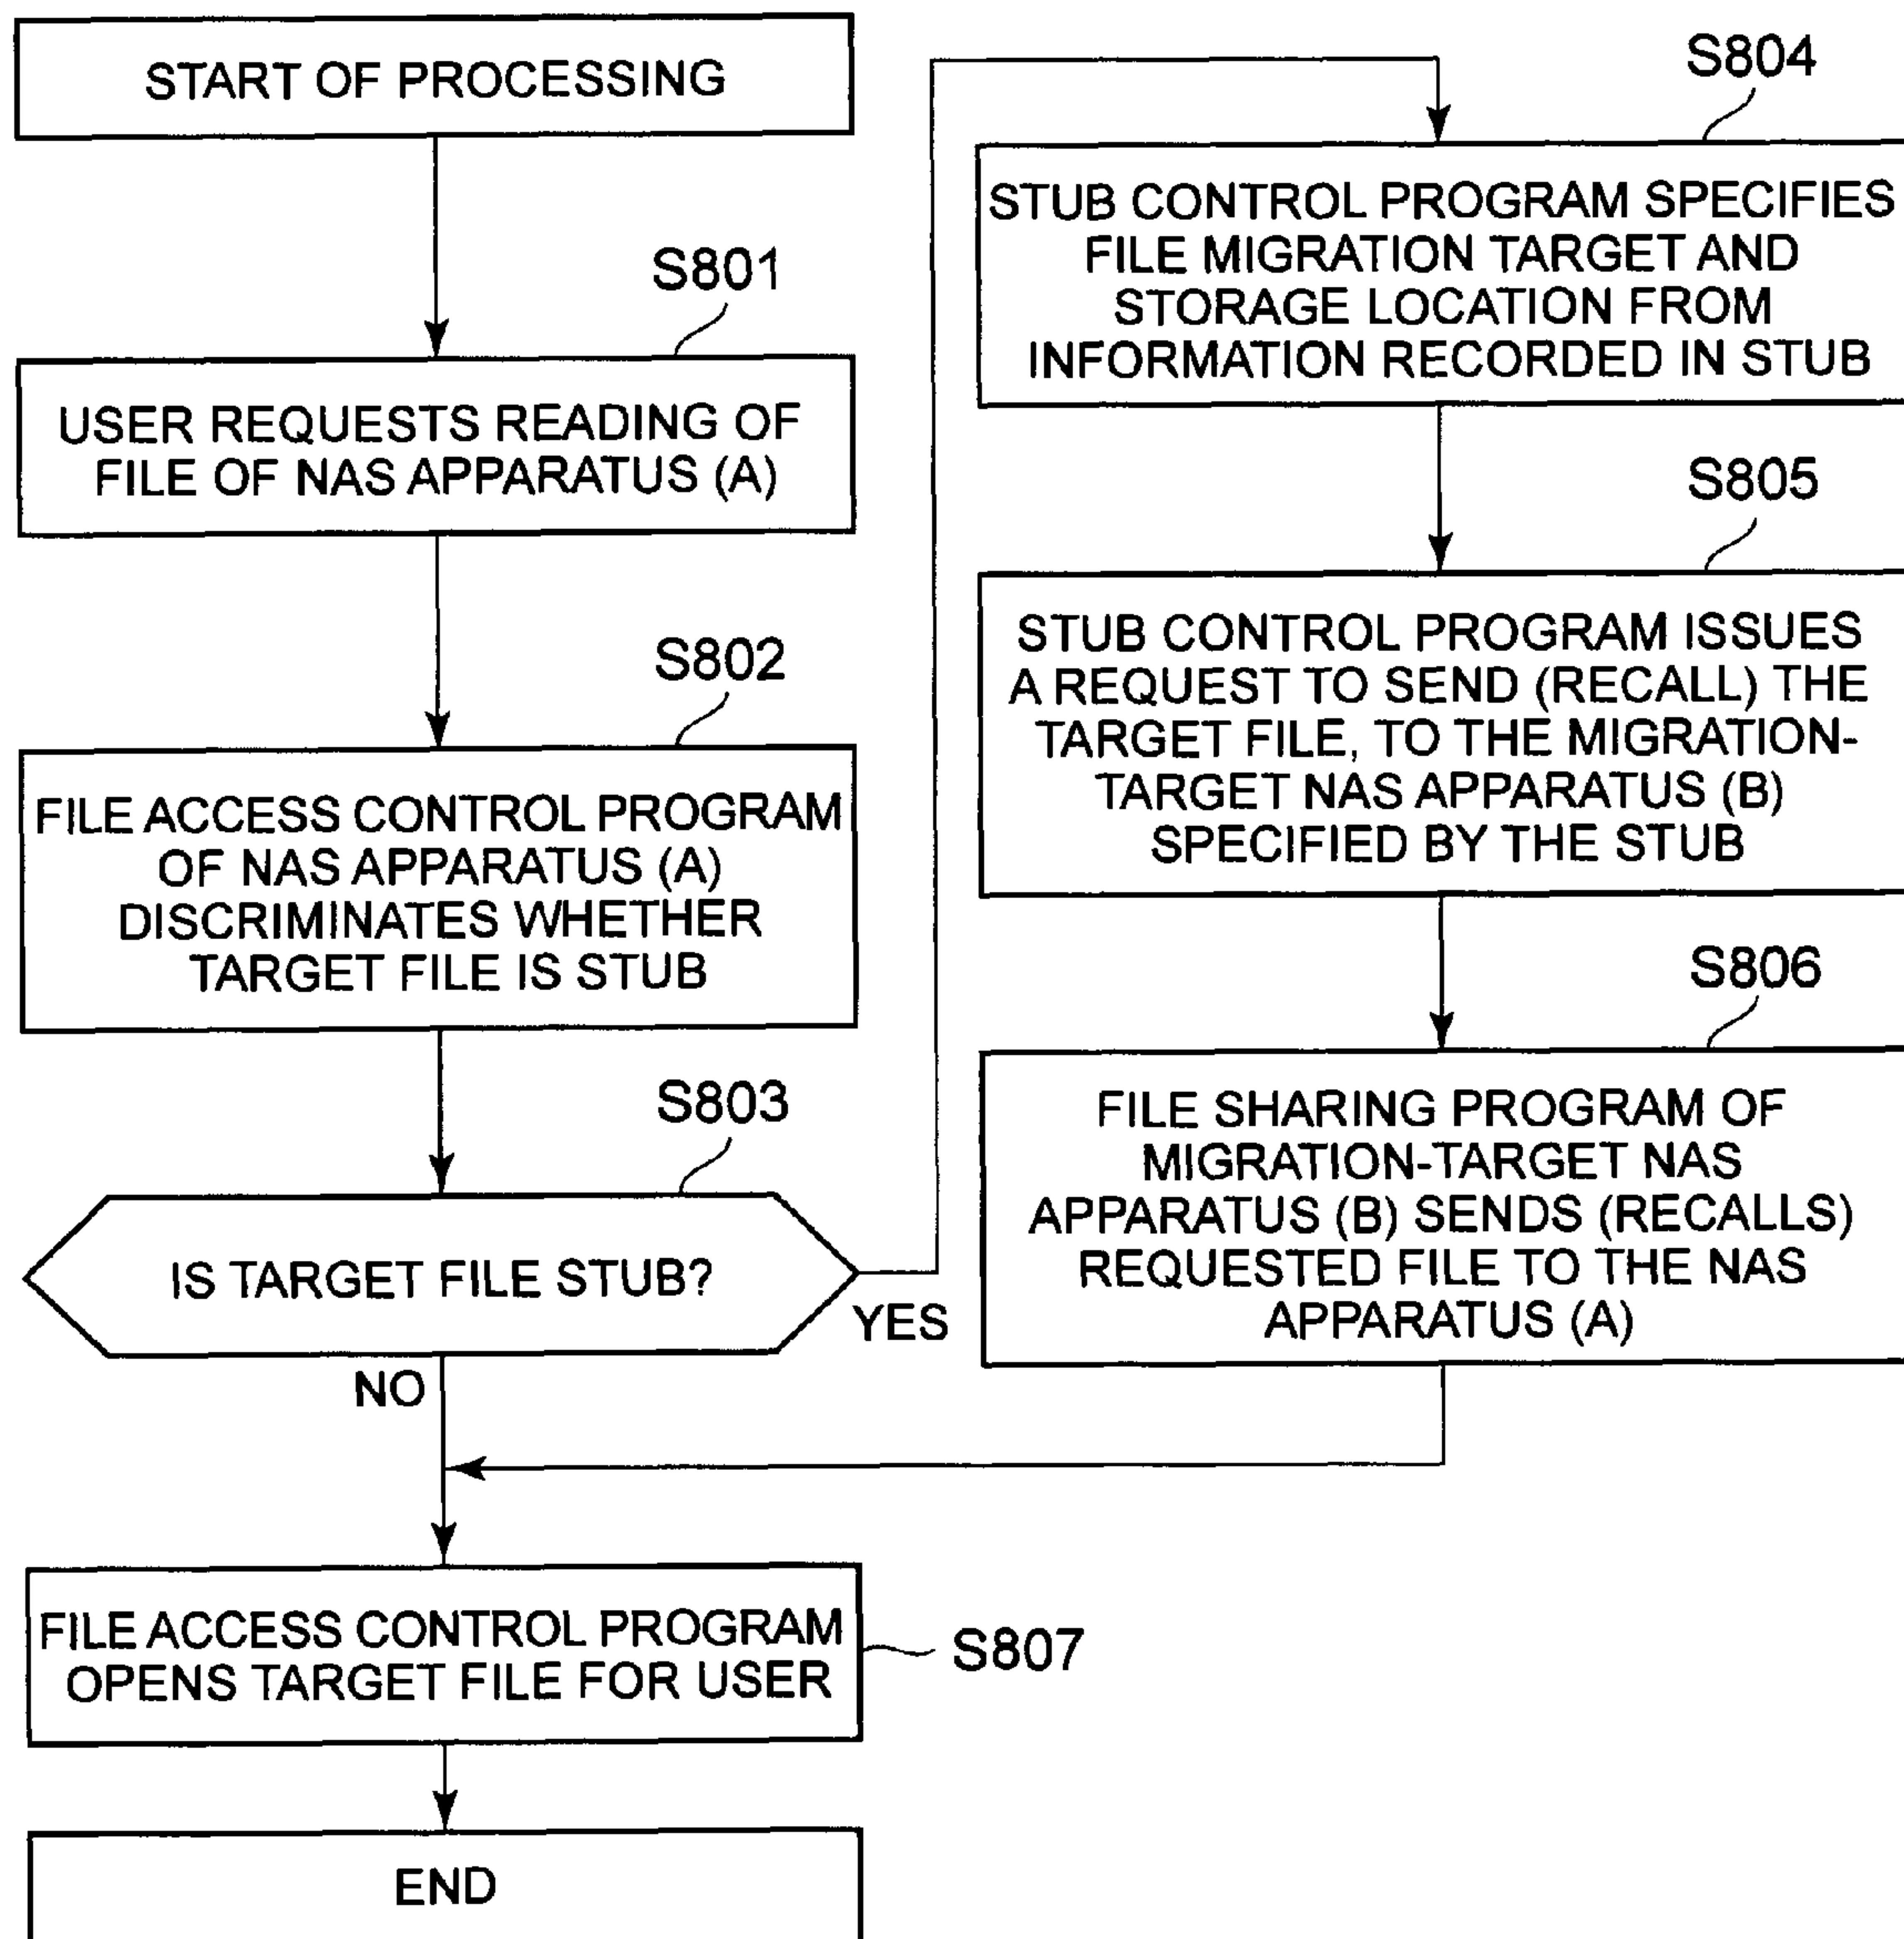 START OF PROCESSING
S801
USER REQUESTS READING OF
FILE OF NAS APPARATUS (A)
S802
FILE ACCESS CONTROL PROGRAM
OF NAS APPARATUS (A)
DISCRIMINATES WHETHER
TARGET FILE IS STUB
S803
IS TARGET FILE STUB?
YES
NO
S804
STUB CONTROL PROGRAM SPECIFIES
FILE MIGRATION TARGET AND
STORAGE LOCATION FROM
INFORMATION RECORDED IN STUB
S805
STUB CONTROL PROGRAM ISSUES
A REQUEST TO SEND (RECALL) THE
TARGET FILE, TO THE MIGRATION-
TARGET NAS APPARATUS (B)
SPECIFIED BY THE STUB
S806
FILE SHARING PROGRAM OF
MIGRATION-TARGET NAS
APPARATUS (B) SENDS (RECALLS)
REQUESTED FILE TO THE NAS
APPARATUS (A)
FILE ACCESS CONTROL PROGRAM
OPENS TARGET FILE FOR USER
S807
END